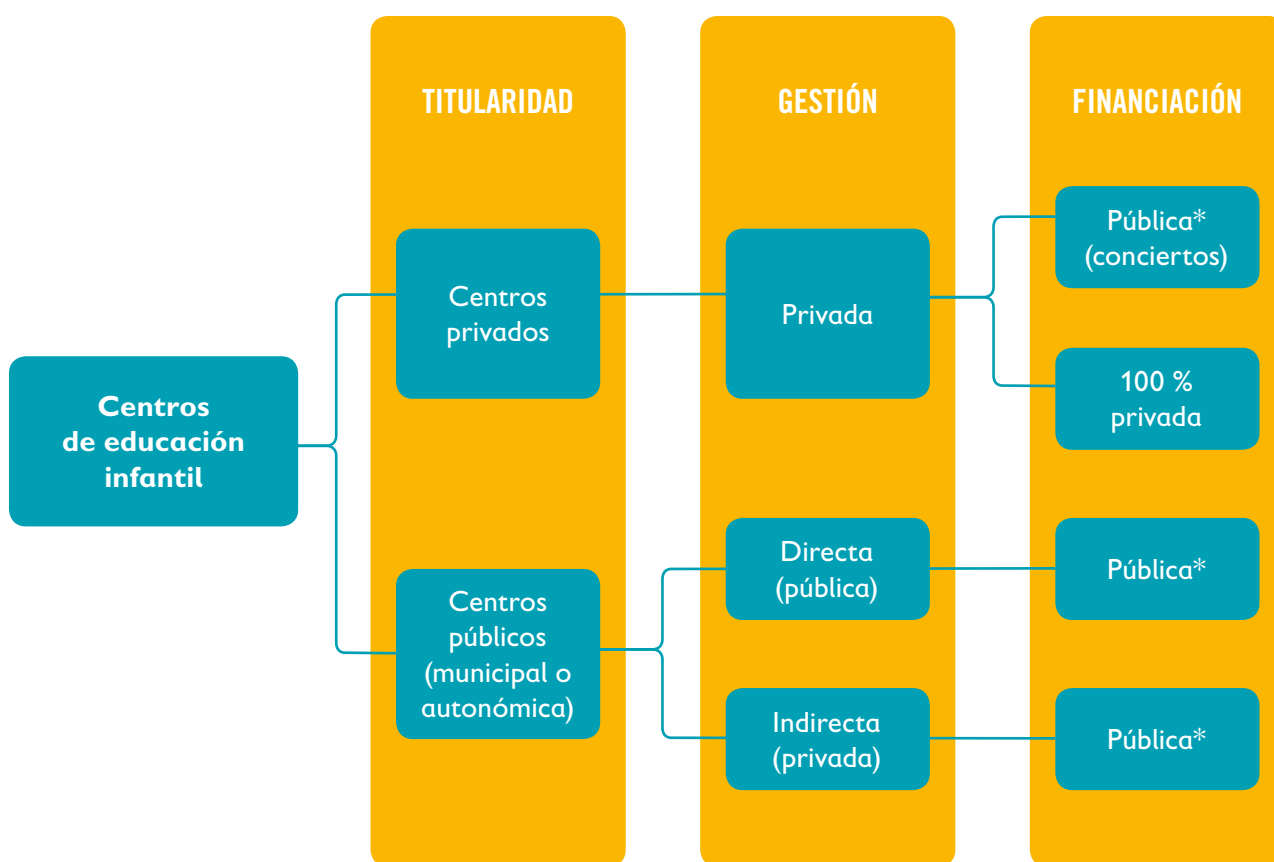 TITULARIDAD
GESTIÓN
FINANCIACIÓN
Centros
de educación
infantil
Centros
privados
Privada
Pública*
(conciertos)
100 %
privada
Centros
públicos
(municipal o
autonómica)
Directa
(pública)
Pública*
Indirecta
(privada)
Pública*